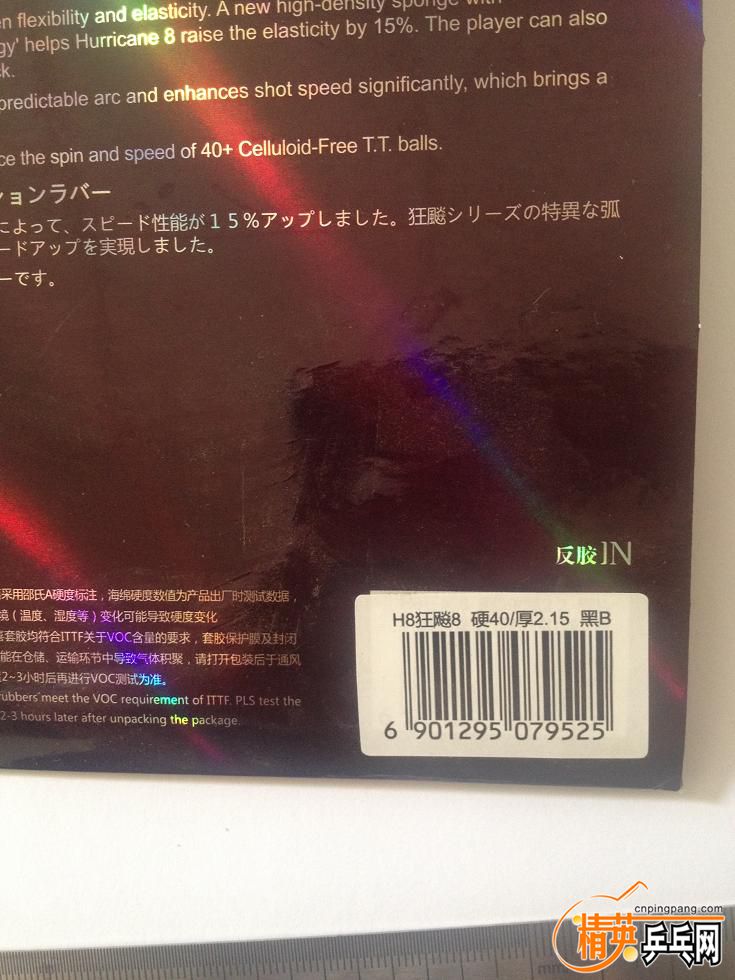 flexibility and elasticity. A new high-density sponge with
gy' helps Hurricane 8 raise the elasticity by 15%. The player can also
ck.
predictable arc and enhances shot speed significantly, which brings a
ce the spin and speed of 40+ Celluloid-Free T.T. balls.
ションラバー
によって、スピード性能が１５%アップしました。狂飈シリーズの特異な弧
ードアップを実現しました。
ーです。
反胶IN
采用邵氏A硬度标注，海绵硬度数值为产品出厂时测试数据，
境（温度、湿度等）变化可能导致硬度变化
套胶均符合ITTF关于VOC含量的要求，套胶保护膜及封闭
能在仓储、运输环节中导致气体积聚，请打开包装后于通风
2~3小时后再进行VOC测试为准。
rubbers meet the VOC requirement of ITTF. PLS test the
2-3 hours later after unpacking the package.
H8狂飚8 硬40/厚2.15 黑B
6 901295 079525
cnpingpang.com
精英乒乓网